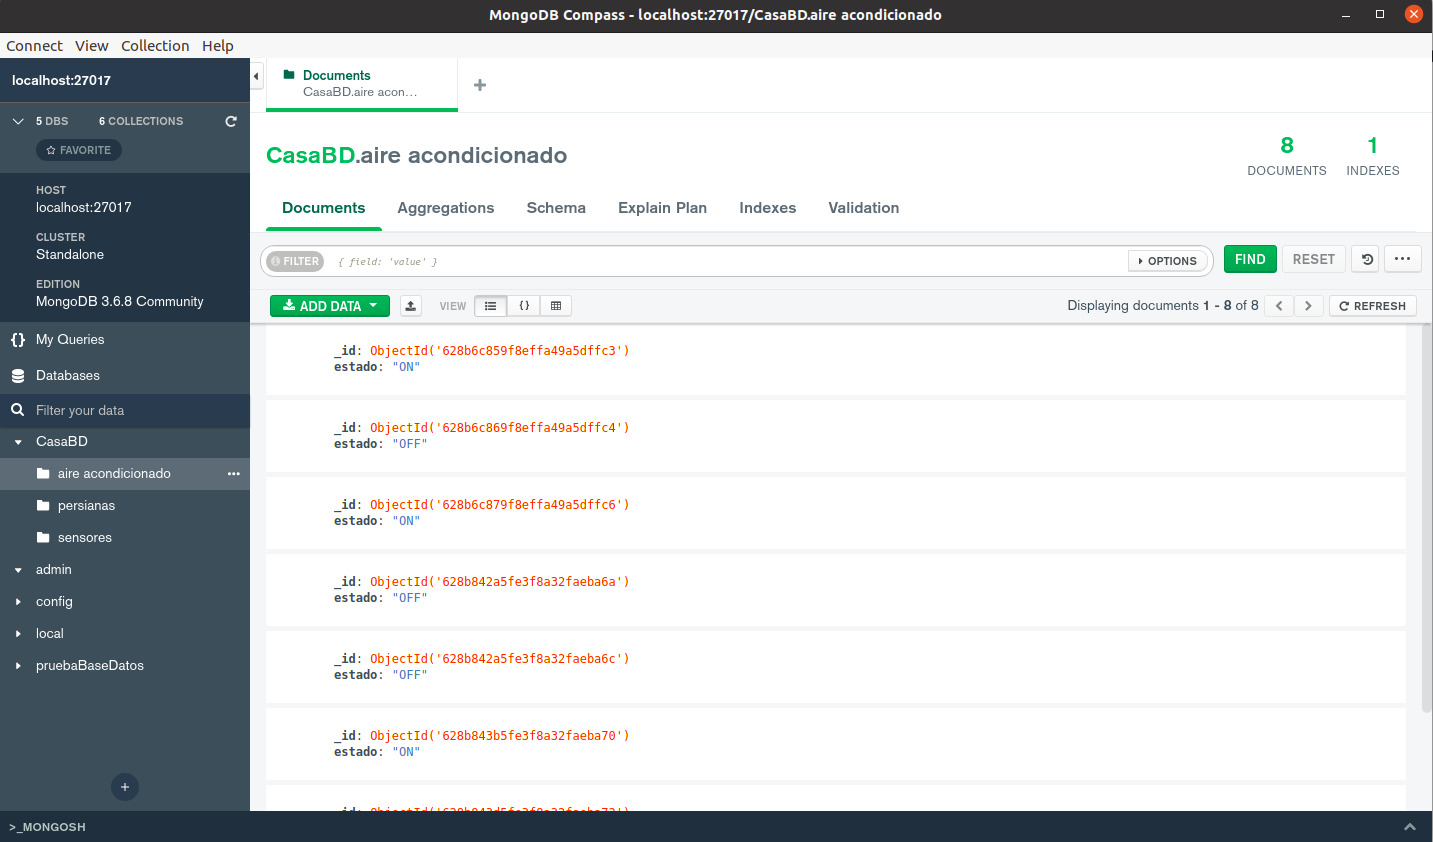 MongoDB Compass - localhost:27017/CasaBD.aire acondicionado
Connect View Collection Help
localhost:27017
5 DBS 6 COLLECTIONS
FAVORITE
HOST
localhost:27017
CLUSTER
Standalone
EDITION
MongoDB 3.6.8 Community
{} My Queries
Databases
Filter your data
CasaBD
aire acondicionado ...
persianas
sensores
admin
config
local
pruebaBaseDatos
+
>_MONGOSH
Documents
CasaBD.aire acon...
+
CasaBD.aire acondicionado
8
DOCUMENTS
1
INDEXES
Documents Aggregations Schema Explain Plan Indexes Validation
FILTER { field: 'value' } OPTIONS FIND RESET ...
ADD DATA VIEW {} Displaying documents 1 - 8 of 8 REFRESH
_id: ObjectId('628b6c859f8effa49a5dffc3')
estado: "ON"
_id: ObjectId('628b6c869f8effa49a5dffc4')
estado: "OFF"
_id: ObjectId('628b6c879f8effa49a5dffc6')
estado: "ON"
_id: ObjectId('628b842a5fe3f8a32faeba6a')
estado: "OFF"
_id: ObjectId('628b842a5fe3f8a32faeba6c')
estado: "OFF"
_id: ObjectId('628b843b5fe3f8a32faeba70')
estado: "ON"